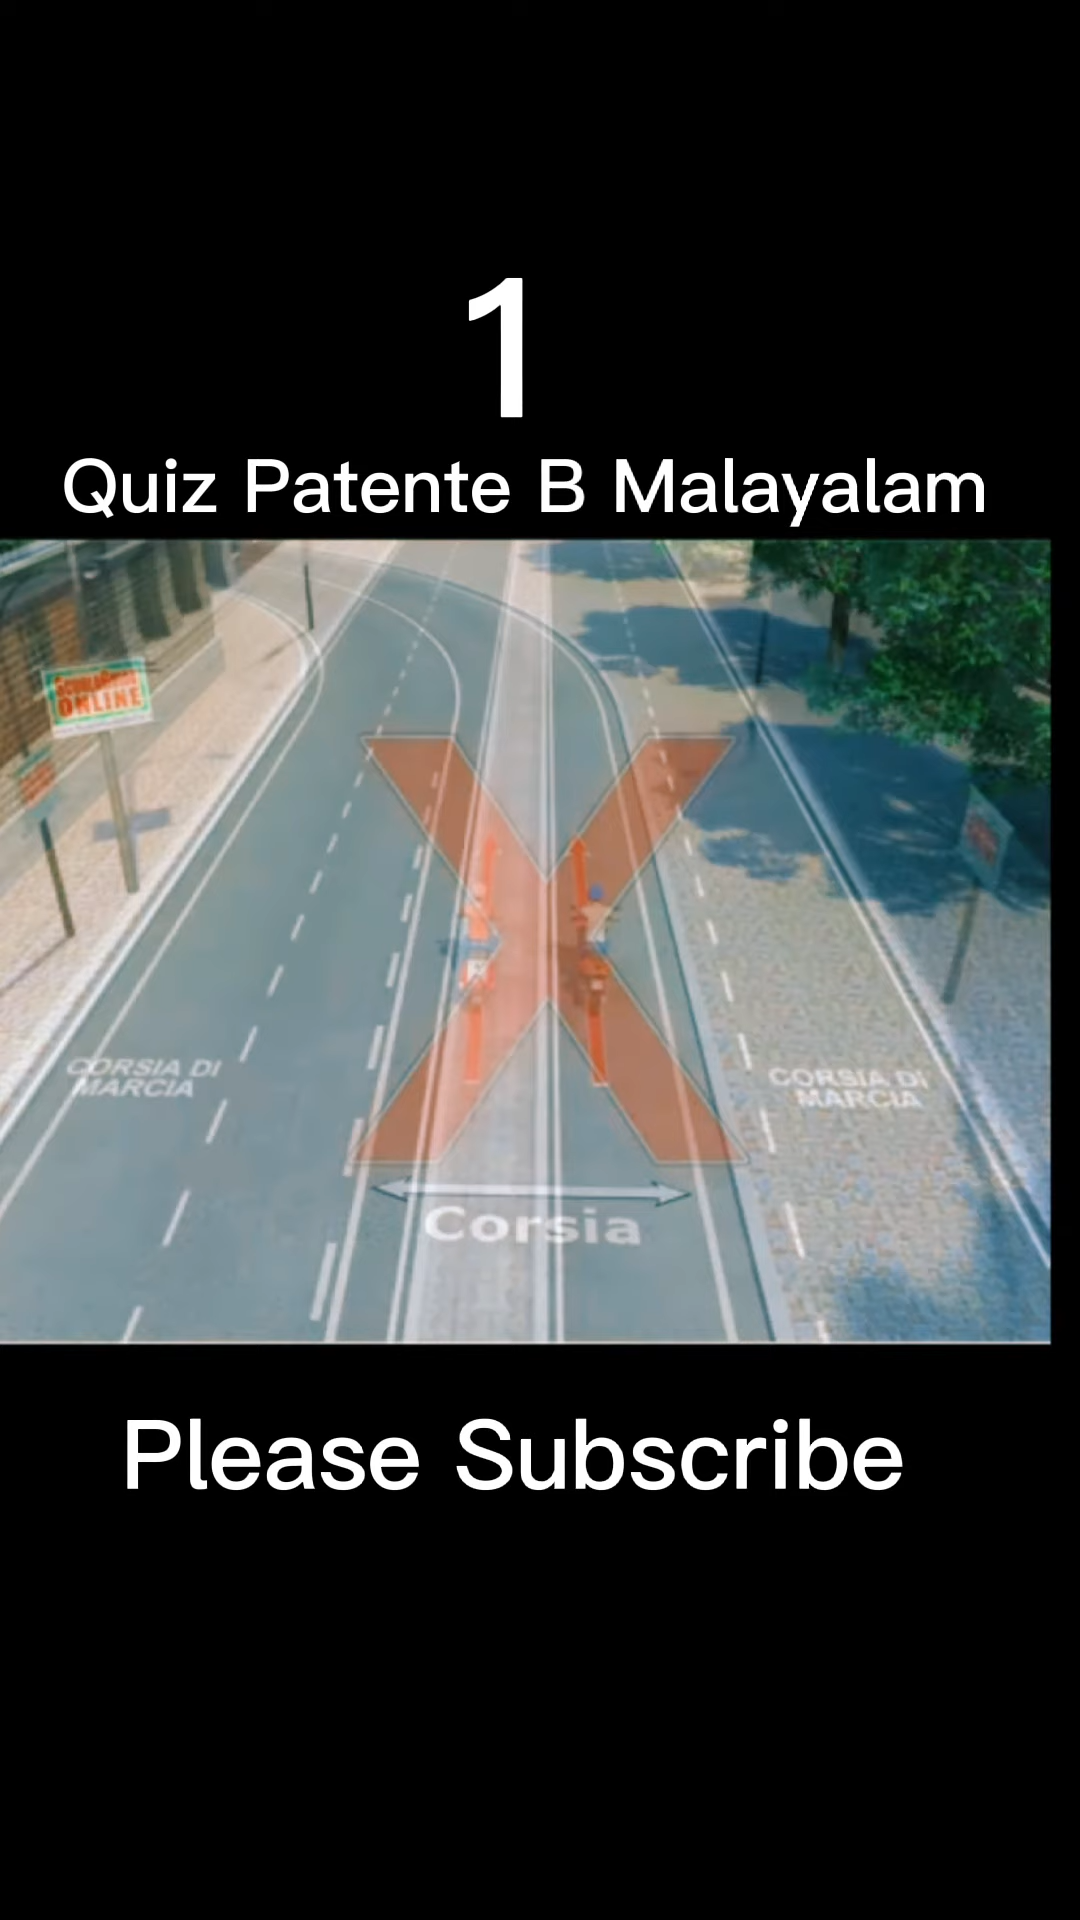 1
Quiz Patente B Malayalam
ONLINE
CORSIA DI
MARCIA
CORSIA DI
MARCIA
Corsia
Please Subscribe